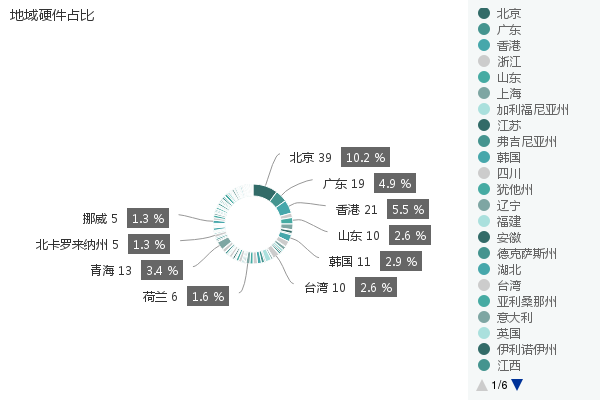 地域硬件占比
北京 39 10.2 %
广东 19 4.9 %
香港 21 5.5 %
山东 10 2.6 %
韩国 11 2.9 %
台湾 10 2.6 %
挪威 5 1.3 %
北卡罗来纳州 5 1.3 %
青海 13 3.4 %
荷兰 6 1.6 %
北京
广东
香港
浙江
山东
上海
加利福尼亚州
江苏
弗吉尼亚州
韩国
四川
犹他州
辽宁
福建
安徽
德克萨斯州
湖北
台湾
亚利桑那州
意大利
英国
伊利诺伊州
江西
1/6